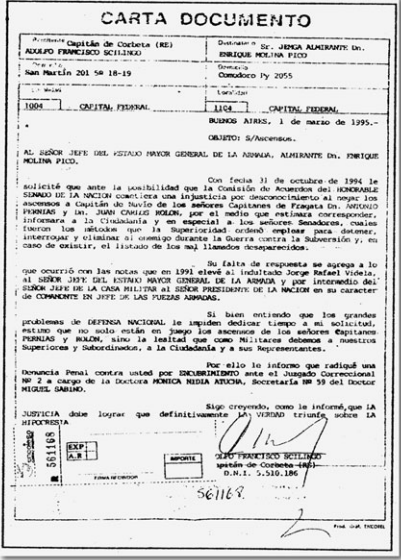 CARTA DOCUMENTO
Capitán de Corbeta (RE)
ADOLFO FRANCISCO SCILINGO
Sr. JEMGA ALMIRANTE Dn.
ENRIQUE MOLINA PICO
San Martín 201 5º 18-19
Comodoro Py 2055
1004 CAPITAL FEDERAL
1104 CAPITAL FEDERAL
BUENOS AIRES, 1 de marzo de 1995.-
OBJETO: S/Ascensos.
AL SEÑOR JEFE DEL ESTADO MAYOR GENERAL DE LA ARMADA, ALMIRANTE Dn. ENRIQUE
MOLINA PICO.
Con fecha 31 de octubre de 1994 le
solicité que ante la posibilidad que la Comisión de Acuerdos del HONORABLE
SENADO DE LA NACION cometiera una injusticia por desconocimiento al negar los
ascensos a Capitán de Navío de los señores Capitanes de Fragata Dn. ANTONIO
PERNIAS y Dn. JUAN CARLOS ROLON, por el medio que estimara corresponder,
informara a la Ciudadanía y en especial a los señores Senadores, cuales
fueron los métodos que la Superioridad ordenó emplear para detener,
interrogar y eliminar al enemigo durante la Guerra contra la Subversión y, en
caso de existir, el listado de los mal llamados desaparecidos.
Su falta de respuesta se agrega a lo
que ocurrió con las notas que en 1991 elevé al indultado Jorge Rafael Videla,
al SEÑOR JEFE DEL ESTADO MAYOR GENERAL DE LA ARMADA y por intermedio del
SEÑOR JEFE DE LA CASA MILITAR al SEÑOR PRESIDENTE DE LA NACION en su caracter
de COMANDANTE EN JEFE DE LAS FUEZAS ARMADAS.
Si bien entiendo que los grandes
problemas de DEFENSA NACIONAL le impiden dedicar tiempo a mi solicitud,
estimo que no solo están en juego los ascensos de los señores Capitanes
PERNIAS y ROLÓN, sino la lealtad que como Militares debemos a nuestros
Superiores y Subordinados, a la Ciudadanía y a sus Representantes.
Por ello le informo que radiqué una
Denuncia Penal contra usted por ENCUBRIMIENTO ante el Juzgado Correccional
Nº 2 a cargo de la Doctora MONICA NIDIA ATUCHA, Secretaría Nº 59 del Doctor
MIGUEL SABINO.
Sigo creyendo, como le informé, que LA
JUSTICIA debe lograr que definitivamente LA VERDAD triunfe sobre la
HIPOCRESIA
561168
EXP
A.R
IMPORTE
FIRMA RECIBIDOR
ADOLFO FRANCISCO SCILINGO
Capitán de Corbeta (RE)
D.N.I. 5.510.186
561168